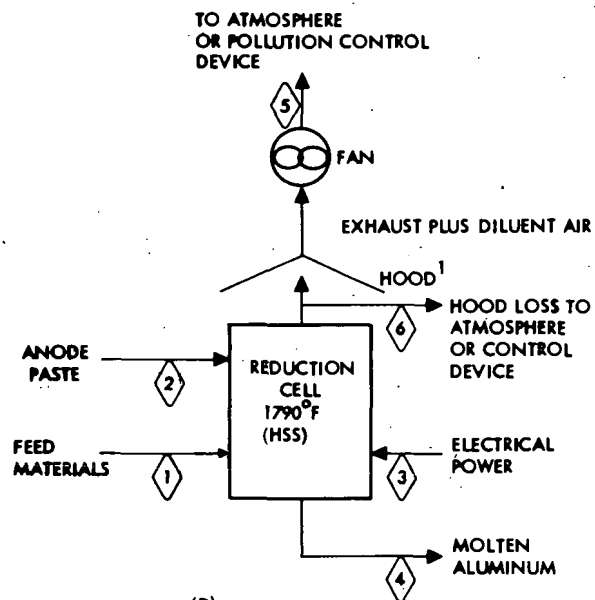 TO ATMOSPHERE
OR POLLUTION CONTROL
DEVICE
5
FAN
EXHAUST PLUS DILUENT AIR
HOOD1
HOOD LOSS TO
ATMOSPHERE
OR CONTROL
DEVICE
6
ANODE
PASTE
2
REDUCTION
CELL
1790°F
(HSS)
FEED
MATERIALS
1
ELECTRICAL
POWER
3
MOLTEN
ALUMINUM
4